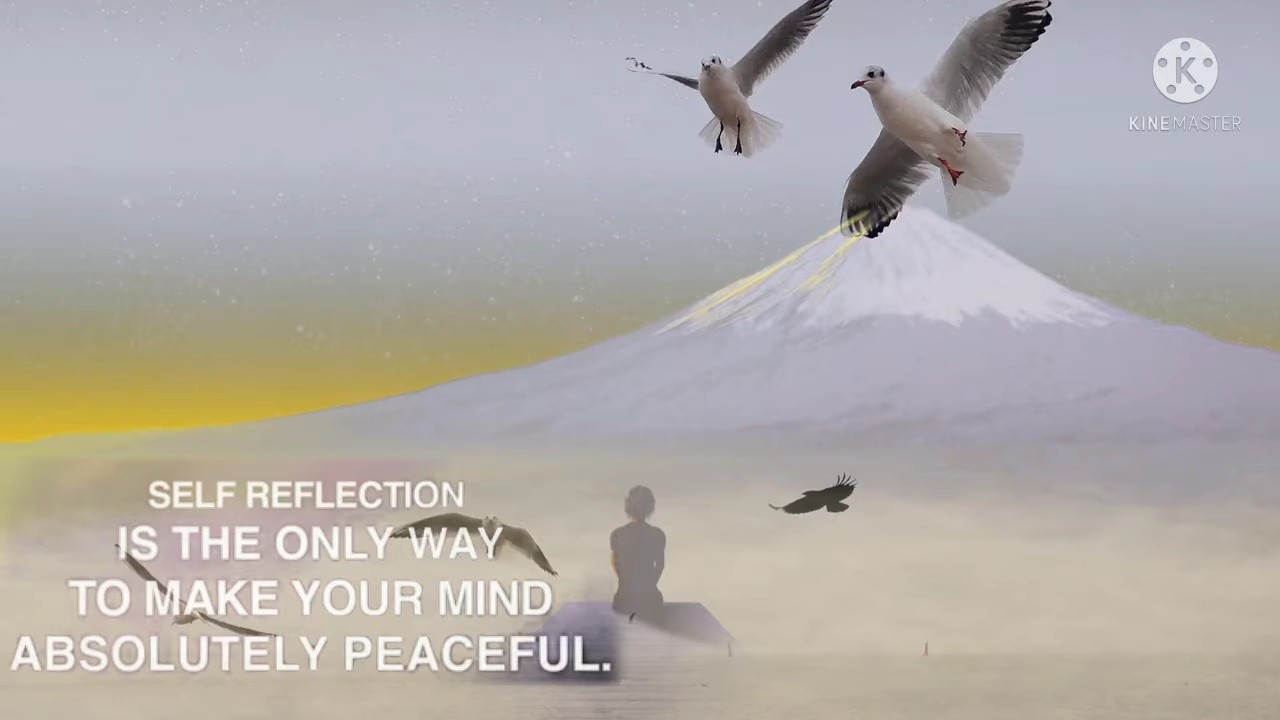 KINEMASTER
SELF REFLECTION
IS THE ONLY WAY
TO MAKE YOUR MIND
ABSOLUTELY PEACEFUL.